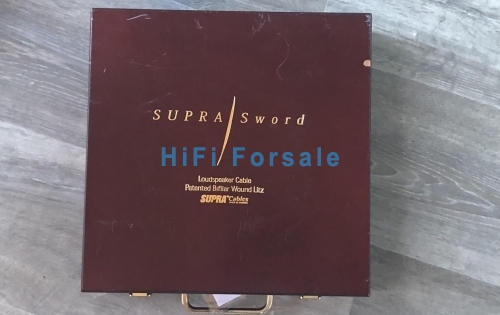 SUPRA Sword
HiFi Forsale
Loudspeaker Cable
Patented Bifilar Wound Litz
SUPRA Cables